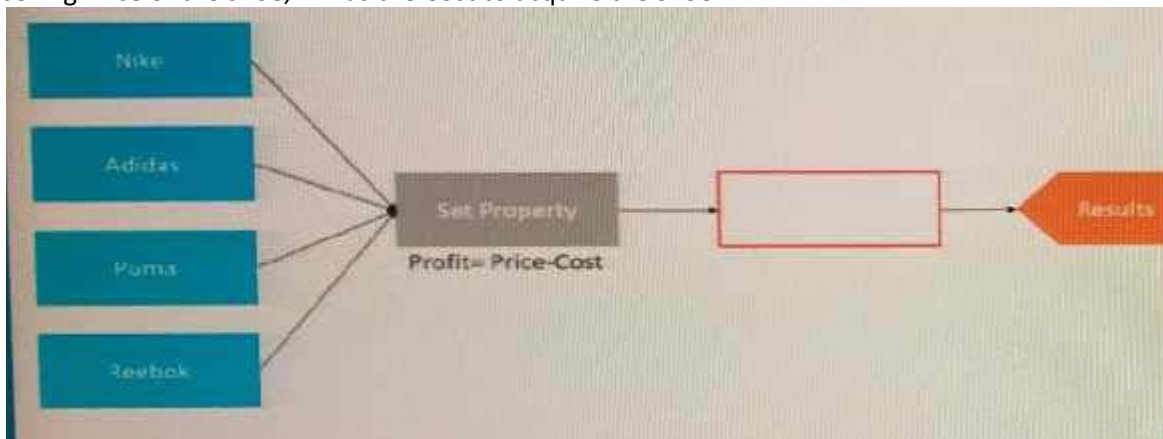 Nike
Adidas
Set Property
Results
Profit= Price-Cost
Puma
Reebok